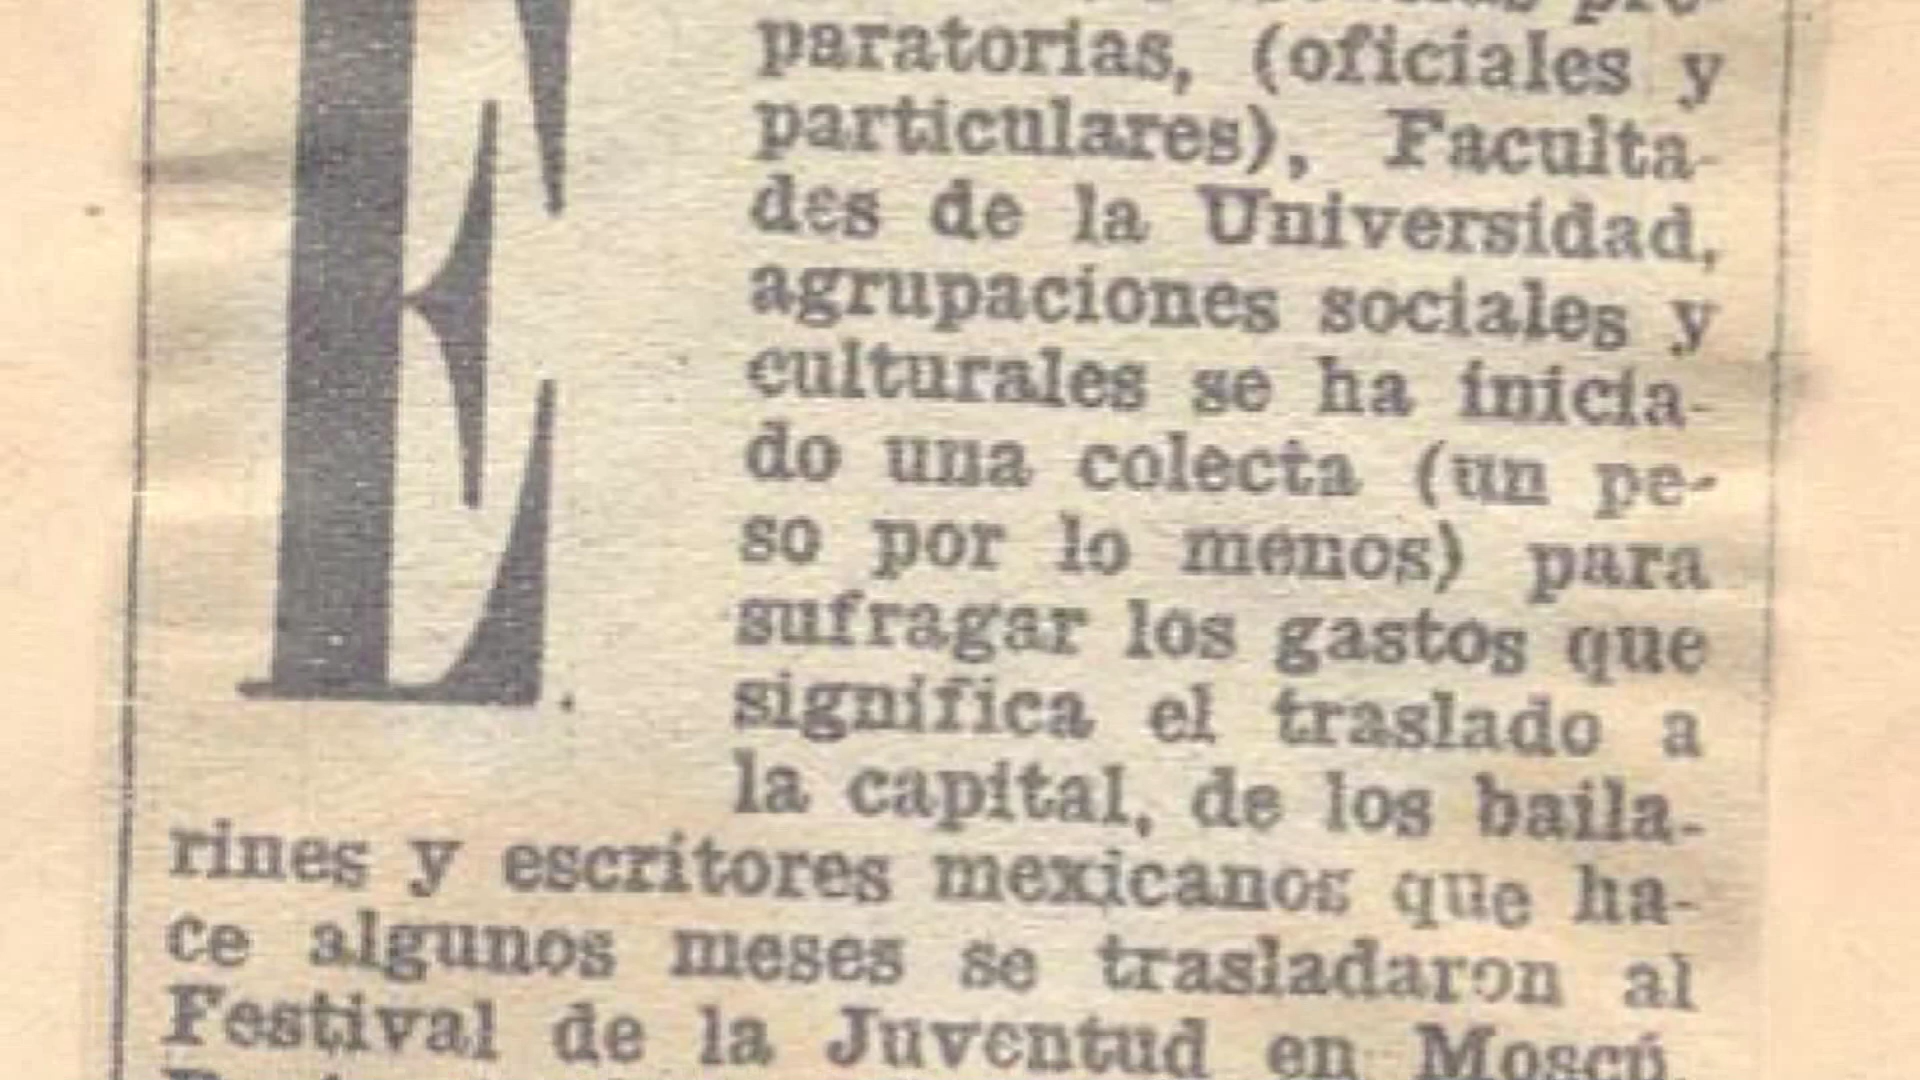 E
paratorias, (oficiales y
particulares), Faculta-
des de la Universidad,
agrupaciones sociales y
culturales se ha inicia-
do una colecta (un pe-
so por lo menos) para
sufragar los gastos que
significa el traslado a
la capital, de los baila-
rines y escritores mexicanos que ha-
ce algunos meses se trasladaron al
Festival de la Juventud en Moscú.